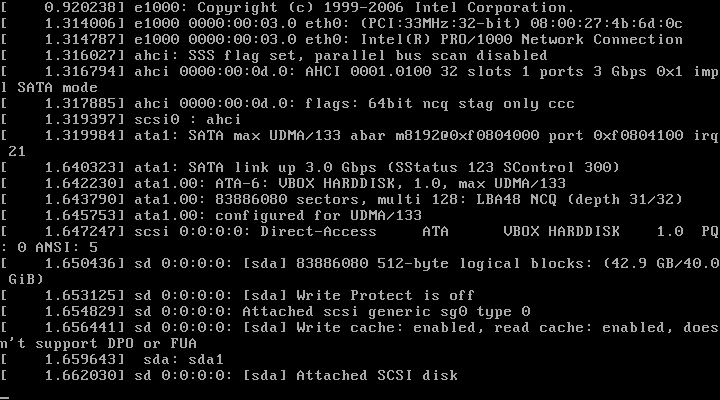 [    0.920238] e1000: Copyright (c) 1999-2006 Intel Corporation.
[    1.314006] e1000 0000:00:03.0 eth0: (PCI:33MHz:32-bit) 08:00:27:4b:6d:0c
[    1.314787] e1000 0000:00:03.0 eth0: Intel(R) PRO/1000 Network Connection
[    1.316027] ahci: SSS flag set, parallel bus scan disabled
[    1.316794] ahci 0000:00:0d.0: AHCI 0001.0100 32 slots 1 ports 3 Gbps 0x1 imp
l SATA mode
[    1.317885] ahci 0000:00:0d.0: flags: 64bit ncq stag only ccc
[    1.319397] scsi0 : ahci
[    1.319984] ata1: SATA max UDMA/133 abar m8192@0xf0804000 port 0xf0804100 irq
 21
[    1.640323] ata1: SATA link up 3.0 Gbps (SStatus 123 SControl 300)
[    1.642230] ata1.00: ATA-6: VBOX HARDDISK, 1.0, max UDMA/133
[    1.643790] ata1.00: 83886080 sectors, multi 128: LBA48 NCQ (depth 31/32)
[    1.645753] ata1.00: configured for UDMA/133
[    1.647247] scsi 0:0:0:0: Direct-Access     ATA      VBOX HARDDISK    1.0  PQ
: 0 ANSI: 5
[    1.650436] sd 0:0:0:0: [sda] 83886080 512-byte logical blocks: (42.9 GB/40.0
 GiB)
[    1.653125] sd 0:0:0:0: [sda] Write Protect is off
[    1.654829] sd 0:0:0:0: Attached scsi generic sg0 type 0
[    1.656441] sd 0:0:0:0: [sda] Write cache: enabled, read cache: enabled, does
n't support DPO or FUA
[    1.659643]  sda: sda1
[    1.662030] sd 0:0:0:0: [sda] Attached SCSI disk
_